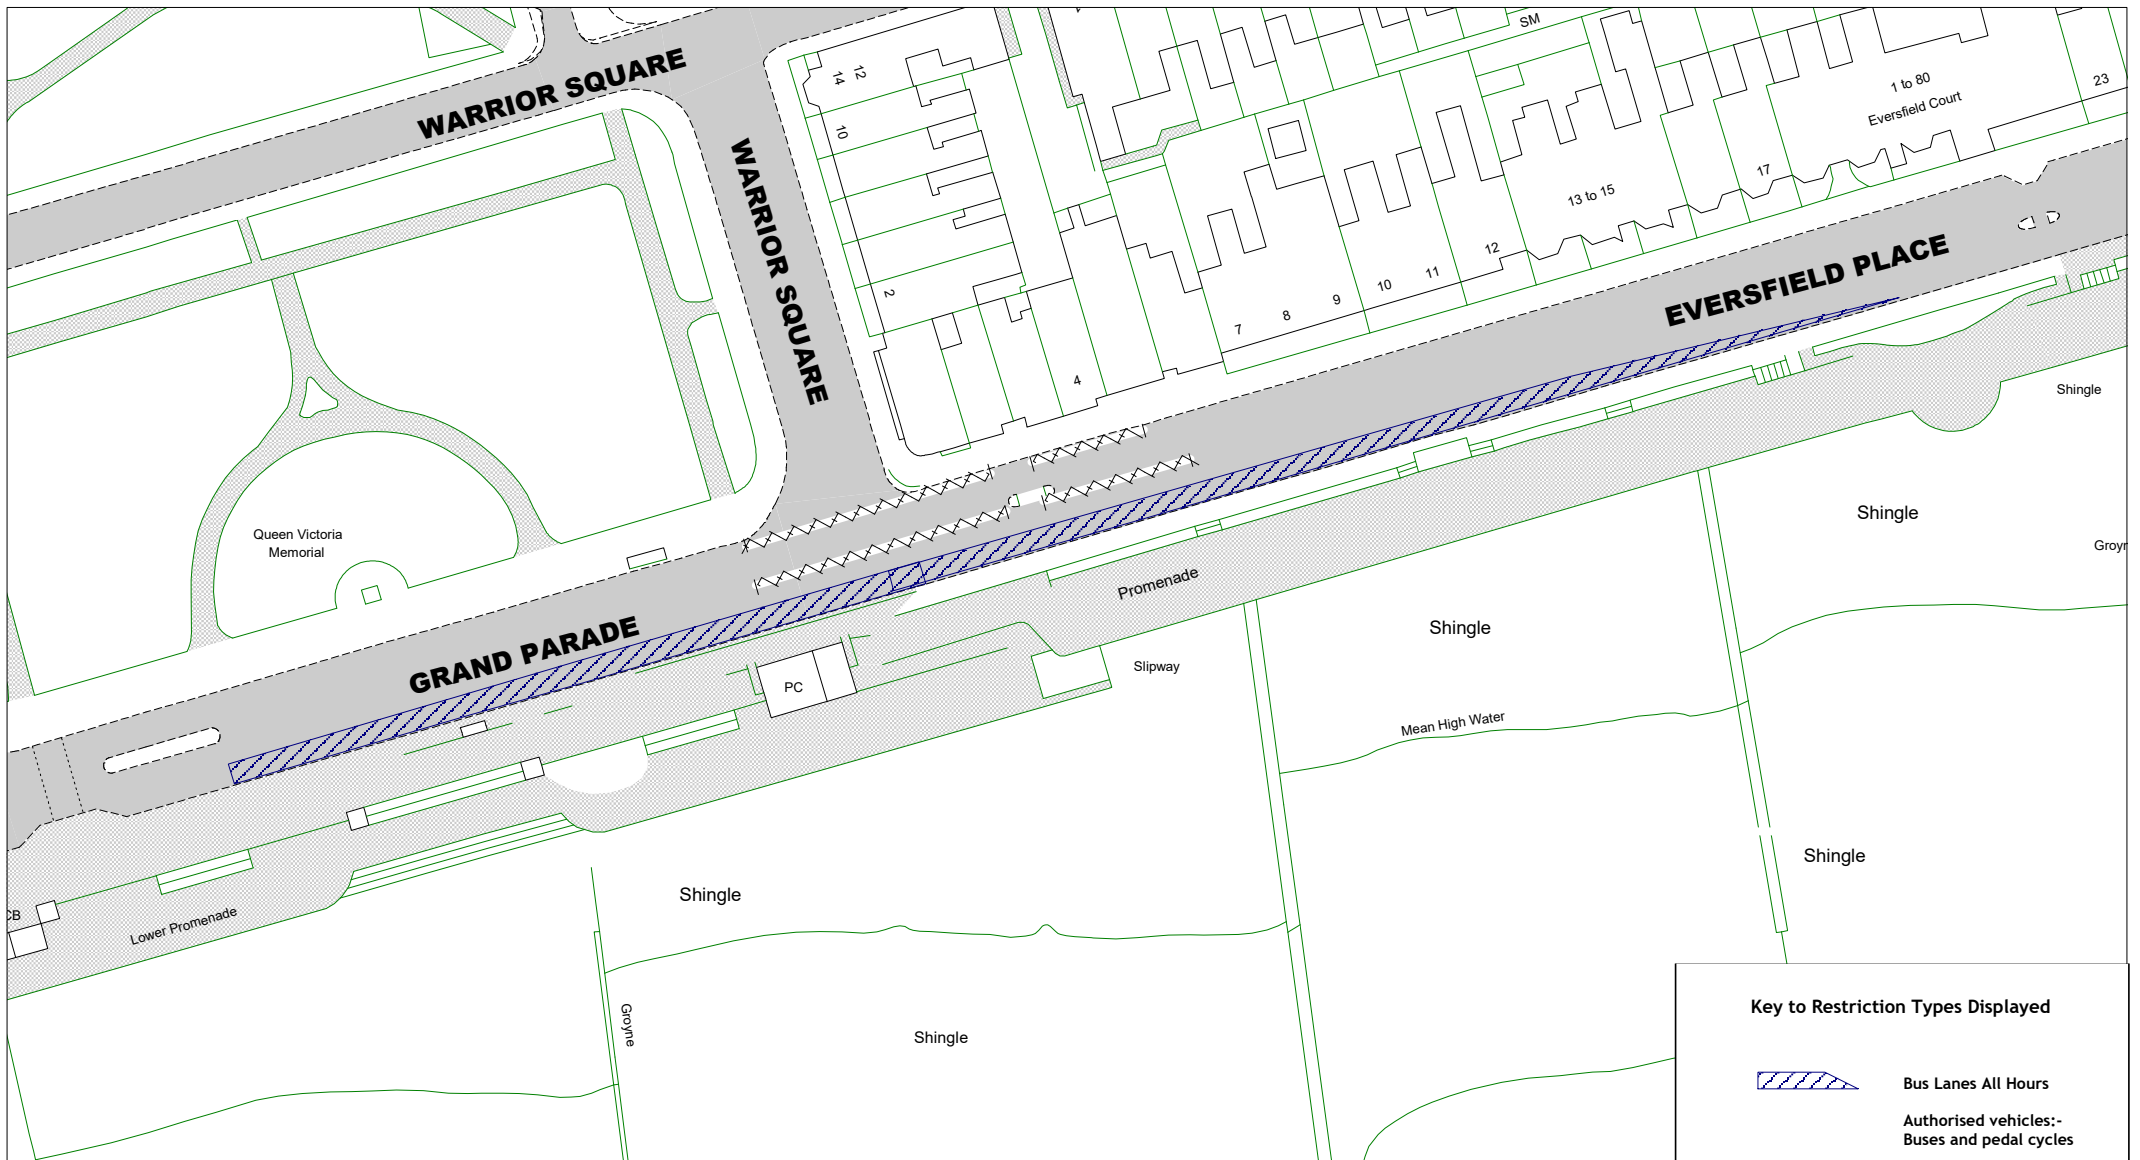 SM
14
12
WARRIOR SQUARE
10
1 to 80
Eversfield Court
23
WARRIOR SQUARE
17
13 to 15
12
11
10
9
8
7
2
4
EVERSFIELD PLACE
Shingle
Queen Victoria
Memorial
Shingle
Promenade
Shingle
GRAND PARADE
PC
Slipway
Mean High Water
Shingle
Shingle
Lower Promenade
Groyne
Shingle
Key to Restriction Types Displayed
Bus Lanes All Hours
Authorised vehicles:-
Buses and pedal cycles